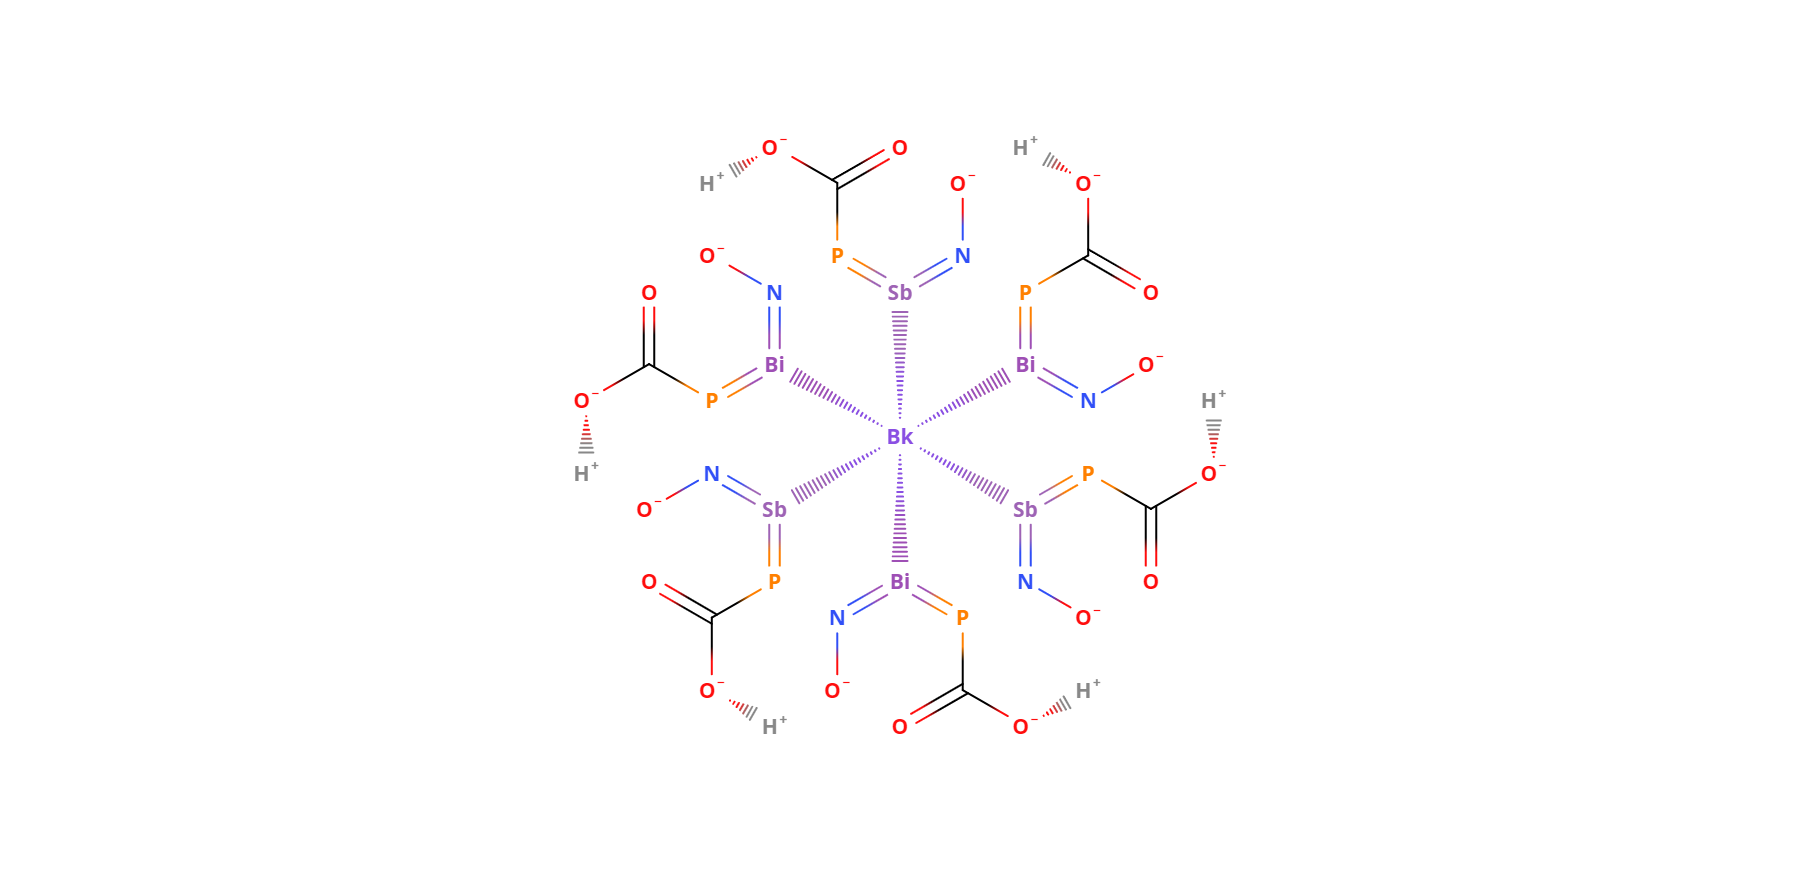 O⁻ O H⁺
H⁺ O⁻ O⁻
O⁻ P N
O N Sb P O
Bi Bi O⁻
O⁻ P N H⁺
Bk
H⁺ N P O⁻
O⁻ Sb Sb
O P Bi N O
N P O⁻
O⁻ O⁻ H⁺
H⁺ O O⁻